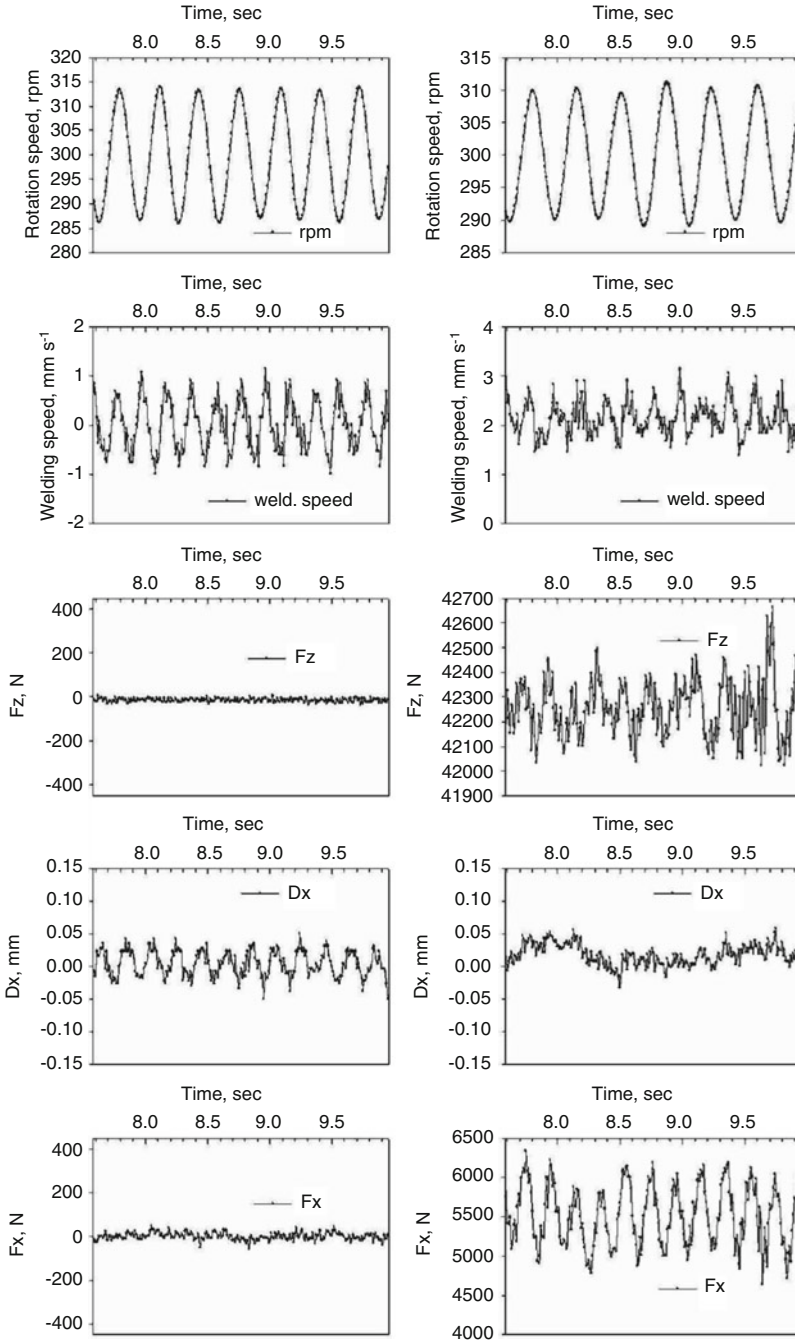 Time, sec
8.0 8.5 9.0 9.5
320
315
310
305
300
295
290
285
280
Rotation speed, rpm
rpm
Time, sec
8.0 8.5 9.0 9.5
315
310
305
300
295
290
285
Rotation speed, rpm
rpm
Time, sec
8.0 8.5 9.0 9.5
2
1
0
-1
-2
Welding speed, mm s-1
weld. speed
Time, sec
8.0 8.5 9.0 9.5
4
3
2
1
0
Welding speed, mm s-1
weld. speed
Time, sec
8.0 8.5 9.0 9.5
400
200
0
-200
-400
Fz, N
Fz
Time, sec
8.0 8.5 9.0 9.5
42700
42600
42500
42400
42300
42200
42100
42000
41900
Fz, N
Fz
Time, sec
8.0 8.5 9.0 9.5
0.15
0.10
0.05
0.00
-0.05
-0.10
-0.15
Dx, mm
Dx
Time, sec
8.0 8.5 9.0 9.5
0.15
0.10
0.05
0.00
-0.05
-0.10
-0.15
Dx, mm
Dx
Time, sec
8.0 8.5 9.0 9.5
400
200
0
-200
-400
Fx, N
Fx
Time, sec
8.0 8.5 9.0 9.5
6500
6000
5500
5000
4500
4000
Fx, N
Fx